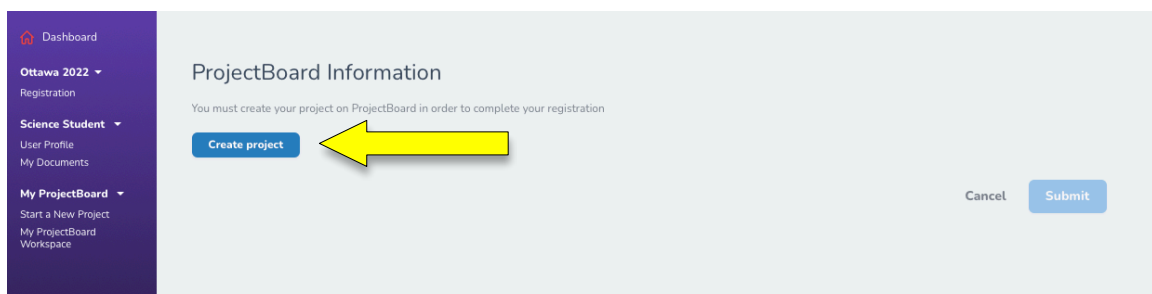 Dashboard
Ottawa 2022
Registration
Science Student
User Profile
My Documents
My ProjectBoard
Start a New Project
My ProjectBoard
Workspace
ProjectBoard Information
You must create your project on ProjectBoard in order to complete your registration
Create project
Cancel
Submit